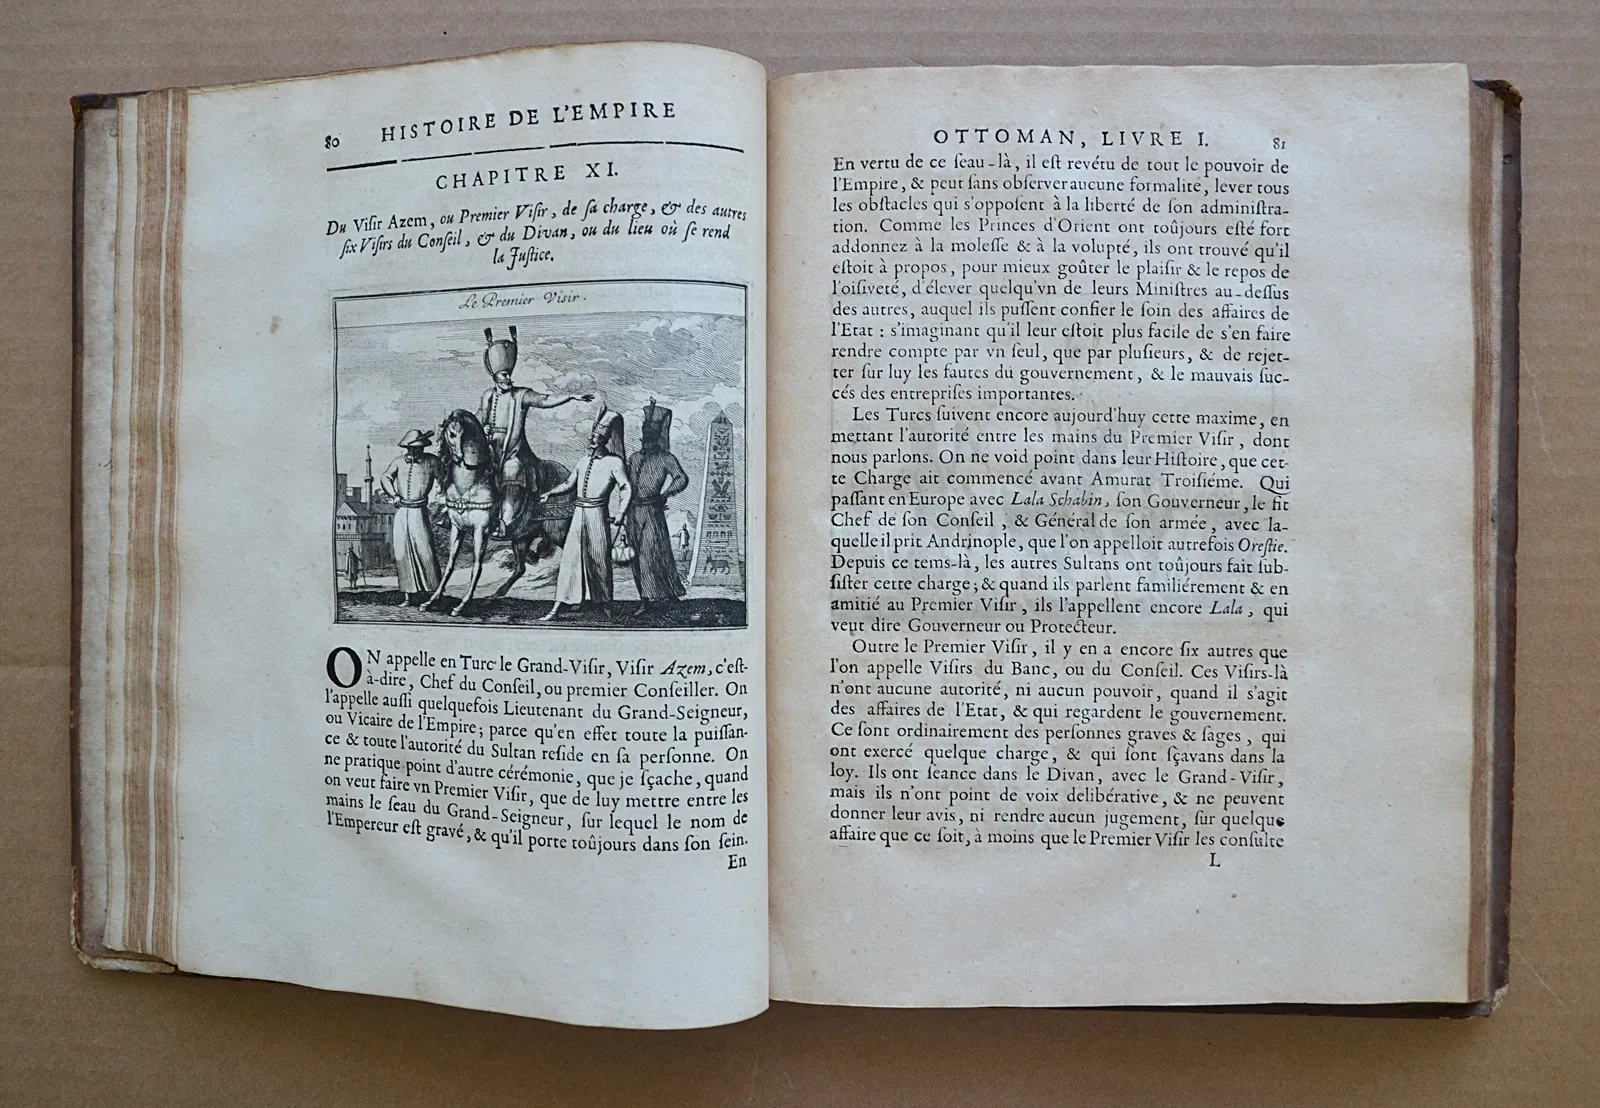 80 HISTOIRE DE L'EMPIRE
CHAPITRE XI.
Du Viſir Azem, ou Premier Viſir, de ſa charge, & des autres
ſix Viſirs du Conſeil, & du Divan, ou du lieu où ſe rend
la Juſtice.
Le Premier Visir.
ON appelle en Turc le Grand-Viſir, Viſir Azem, c'eſt-
à-dire, Chef du Conſeil, ou premier Conſeiller. On
l'appelle auſſi quelquefois Lieutenant du Grand-Seigneur,
ou Vicaire de l'Empire; parce qu'en effet toute la puiſſan-
ce & toute l'autorité du Sultan reſide en ſa perſonne. On
ne pratique point d'autre cérémonie, que je ſçache, quand
on veut faire vn Premier Viſir, que de luy mettre entre les
mains le ſeau du Grand-Seigneur, ſur lequel le nom de
l'Empereur eſt gravé, & qu'il porte toûjours dans ſon ſein.
En
OTTOMAN, LIVRE I. 81
En vertu de ce ſeau-là, il eſt revétu de tout le pouvoir de
l'Empire, & peut ſans obſerver aucune formalité, lever tous
les obſtacles qui s'oppoſent à la liberté de ſon adminiſtra-
tion. Comme les Princes d'Orient ont toûjours eſté fort
addonnez à la moleſſe & à la volupté, ils ont trouvé qu'il
eſtoit à propos, pour mieux goûter le plaiſir & le repos de
l'oiſiveté, d'élever quelqu'vn de leurs Miniſtres au-deſſus
des autres, auquel ils puſſent confier le ſoin des affaires de
l'Etat : s'imaginant qu'il leur eſtoit plus facile de s'en faire
rendre compte par vn ſeul, que par pluſieurs, & de rejet-
ter ſur luy les fautes du gouvernement, & le mauvais ſuc-
cés des entrepriſes importantes.
Les Turcs ſuivent encore aujourd'huy cette maxime, en
mettant l'autorité entre les mains du Premier Viſir, dont
nous parlons. On ne void point dans leur Hiſtoire, que cet-
te Charge ait commencé avant Amurat Troiſiéme. Qui
paſſant en Europe avec Lala Schabin, ſon Gouverneur, le fit
Chef de ſon Conſeil, & Général de ſon armée, avec la-
quelle il prit Andrinople, que l'on appelloit autrefois Oreſtie.
Depuis ce tems-là, les autres Sultans ont toûjours fait ſub-
ſiſter cette charge; & quand ils parlent familiérement & en
amitié au Premier Viſir, ils l'appellent encore Lala, qui
veut dire Gouverneur ou Protecteur.
Outre le Premier Viſir, il y en a encore ſix autres que
l'on appelle Viſirs du Banc, ou du Conſeil. Ces Viſirs-là
n'ont aucune autorité, ni aucun pouvoir, quand il s'agit
des affaires de l'Etat, & qui regardent le gouvernement.
Ce ſont ordinairement des perſonnes graves & ſages, qui
ont exercé quelque charge, & qui ſont ſçavans dans la
loy. Ils ont ſeance dans le Divan, avec le Grand-Viſir,
mais ils n'ont point de voix delibérative, & ne peuvent
donner leur avis, ni rendre aucun jugement, ſur quelque
affaire que ce ſoit, à moins que le Premier Viſir les conſulte
L